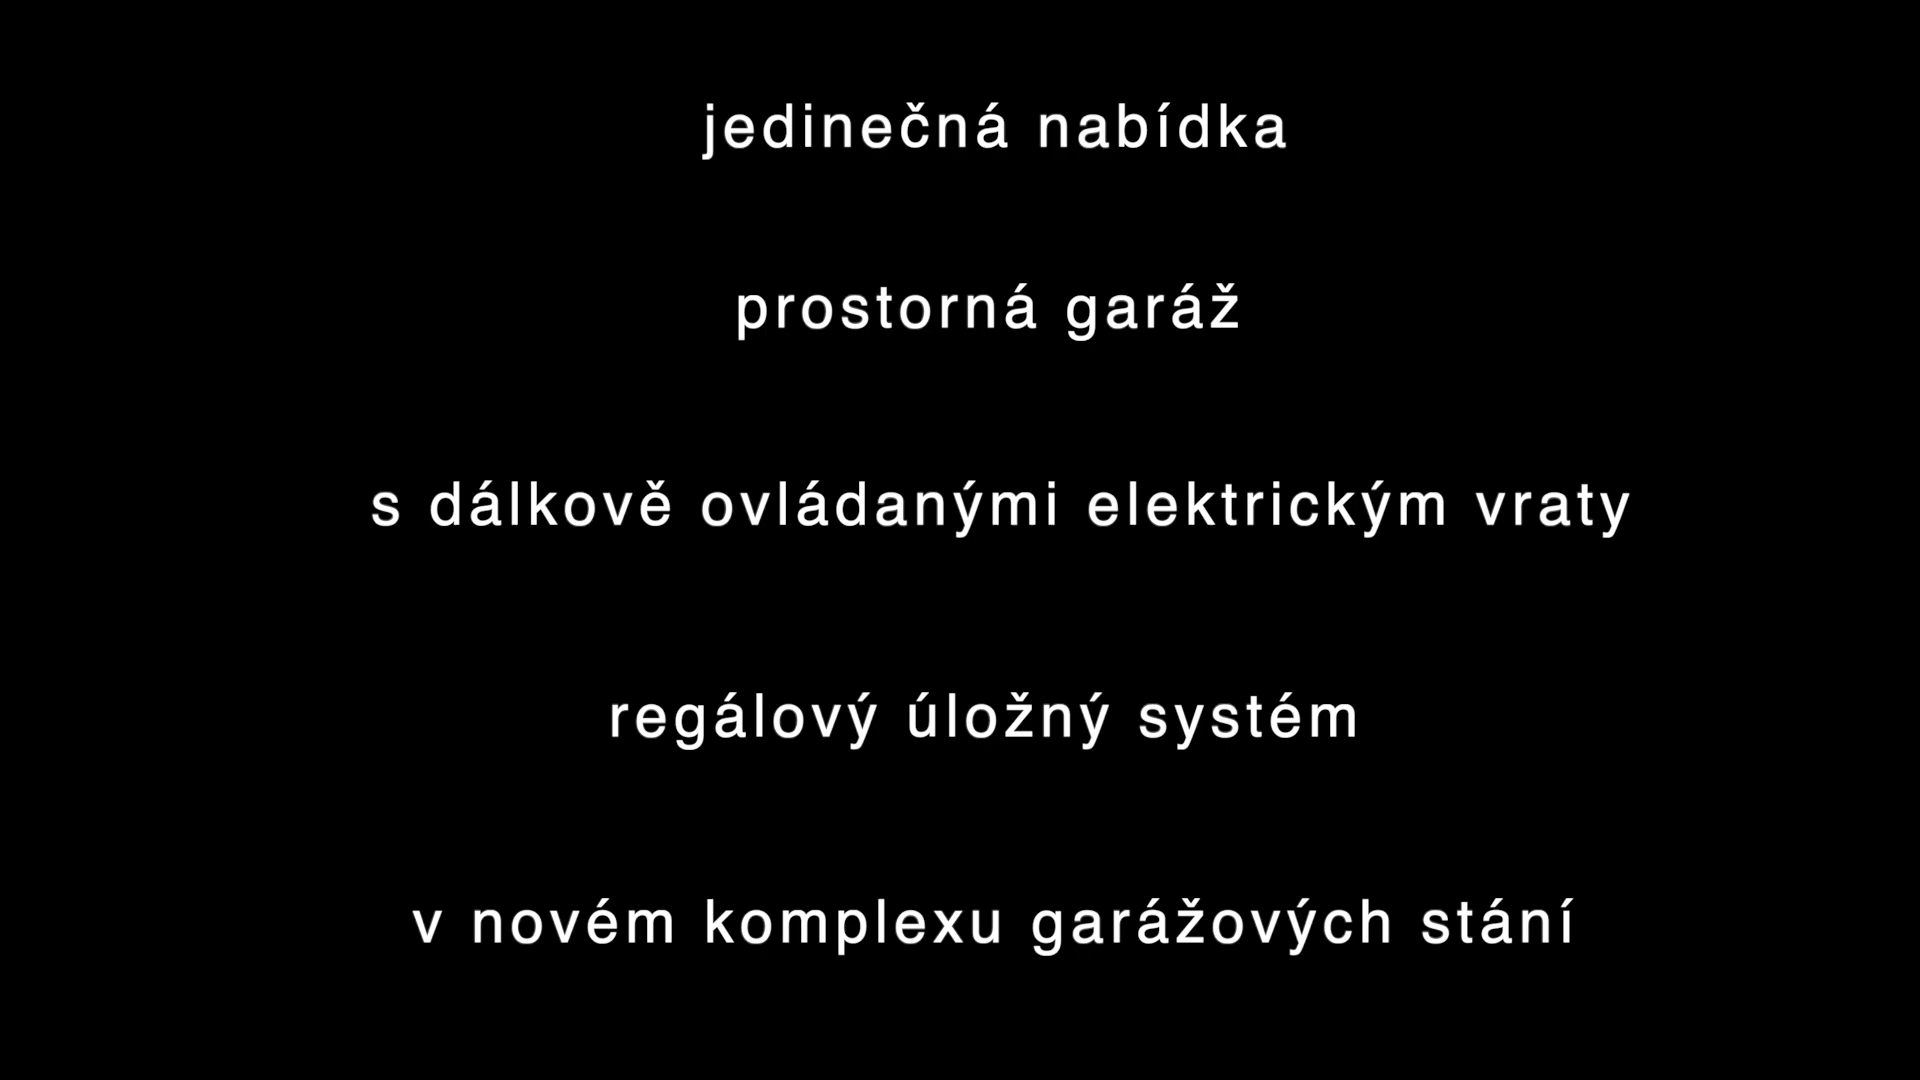 jedinečná nabídka
prostorná garáž
s dálkově ovládanými elektrickým vraty
regálový úložný systém
v novém komplexu garážových stání